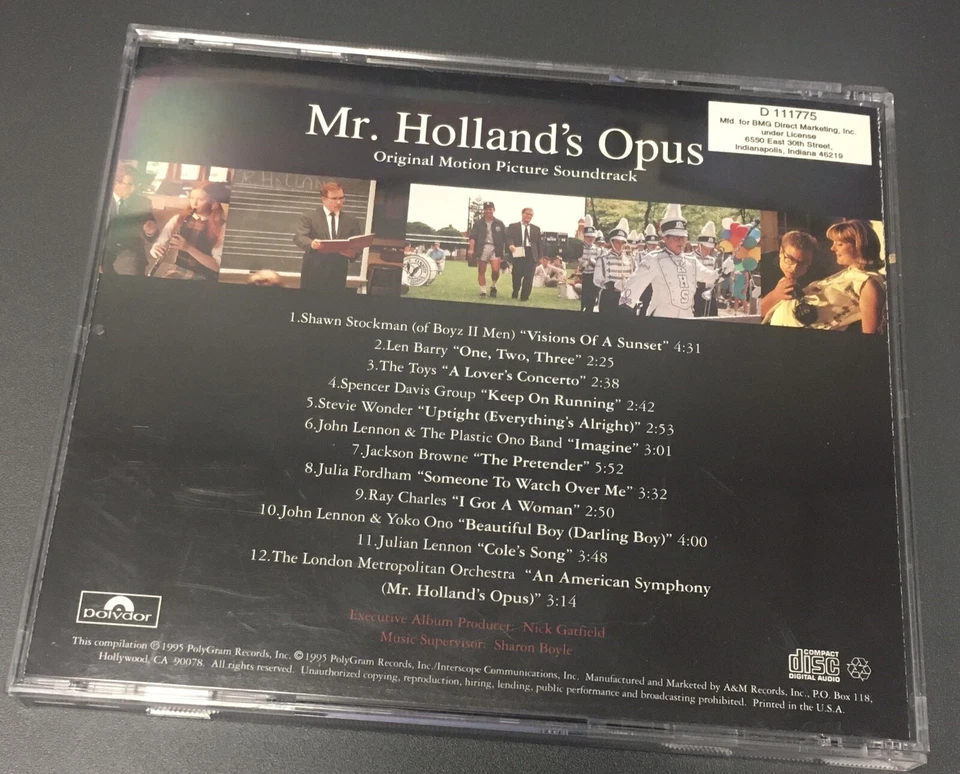 D 111775
Mfd. for BMG Direct Marketing, Inc.
under License
6550 East 30th Street,
Indianapolis, Indiana 46219
Mr. Holland's Opus
Original Motion Picture Soundtrack
1.Shawn Stockman (of Boyz II Men) “Visions Of A Sunset” 4:31
2.Len Barry “One, Two, Three” 2:25
3.The Toys “A Lover's Concerto” 2:38
4.Spencer Davis Group “Keep On Running” 2:42
5.Stevie Wonder “Uptight (Everything's Alright)” 2:53
6.John Lennon & The Plastic Ono Band “Imagine” 3:01
7.Jackson Browne “The Pretender” 5:52
8.Julia Fordham “Someone To Watch Over Me” 3:32
9.Ray Charles “I Got A Woman” 2:50
10.John Lennon & Yoko Ono “Beautiful Boy (Darling Boy)” 4:00
11.Julian Lennon “Cole's Song” 3:48
12.The London Metropolitan Orchestra “An American Symphony
(Mr. Holland's Opus)” 3:14
Executive Album Producer: Nick Gatfield
Music Supervisor: Sharon Boyle
polydor
COMPACT
disc
DIGITAL AUDIO
This compilation ℗ 1995 PolyGram Records, Inc. © 1995 PolyGram Records, Inc./Interscope Communications, Inc. Manufactured and Marketed by A&M Records, Inc., P.O. Box 118,
Hollywood, CA 90078. All rights reserved. Unauthorized copying, reproduction, hiring, lending, public performance and broadcasting prohibited. Printed in the U.S.A.